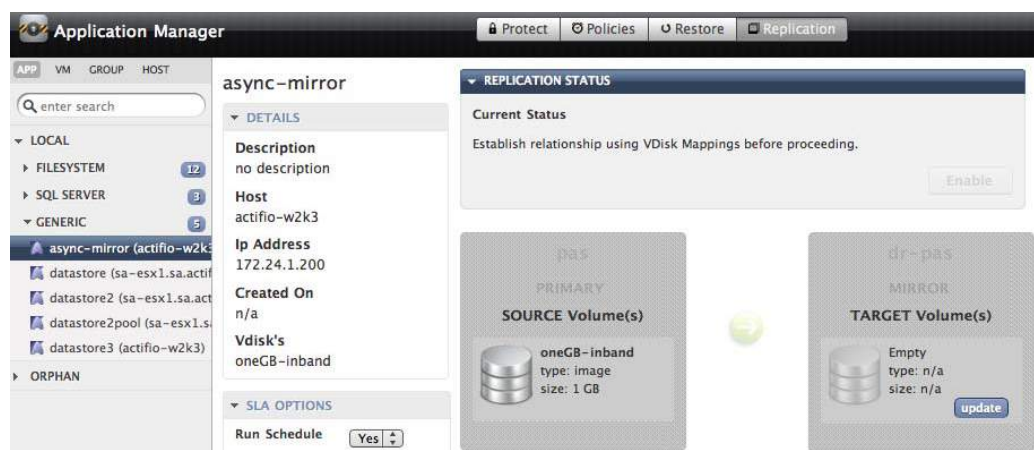 Application Manager
Protect
Policies
Restore
Replication
APP VM GROUP HOST
enter search
LOCAL
FILESYSTEM 12
SQL SERVER 3
GENERIC 5
async-mirror (actifio-w2k3
datastore (sa-esx1.sa.actif
datastore2 (sa-esx1.sa.act
datastore2pool (sa-esx1.s
datastore3 (actifio-w2k3)
ORPHAN
async-mirror
DETAILS
Description
no description
Host
actifio-w2k3
Ip Address
172.24.1.200
Created On
n/a
Vdisk's
oneGB-inband
SLA OPTIONS
Run Schedule Yes
REPLICATION STATUS
Current Status
Establish relationship using VDisk Mappings before proceeding.
Enable
pas
PRIMARY
SOURCE Volume(s)
oneGB-inband
type: image
size: 1 GB
dr-pas
MIRROR
TARGET Volume(s)
Empty
type: n/a
size: n/a
update